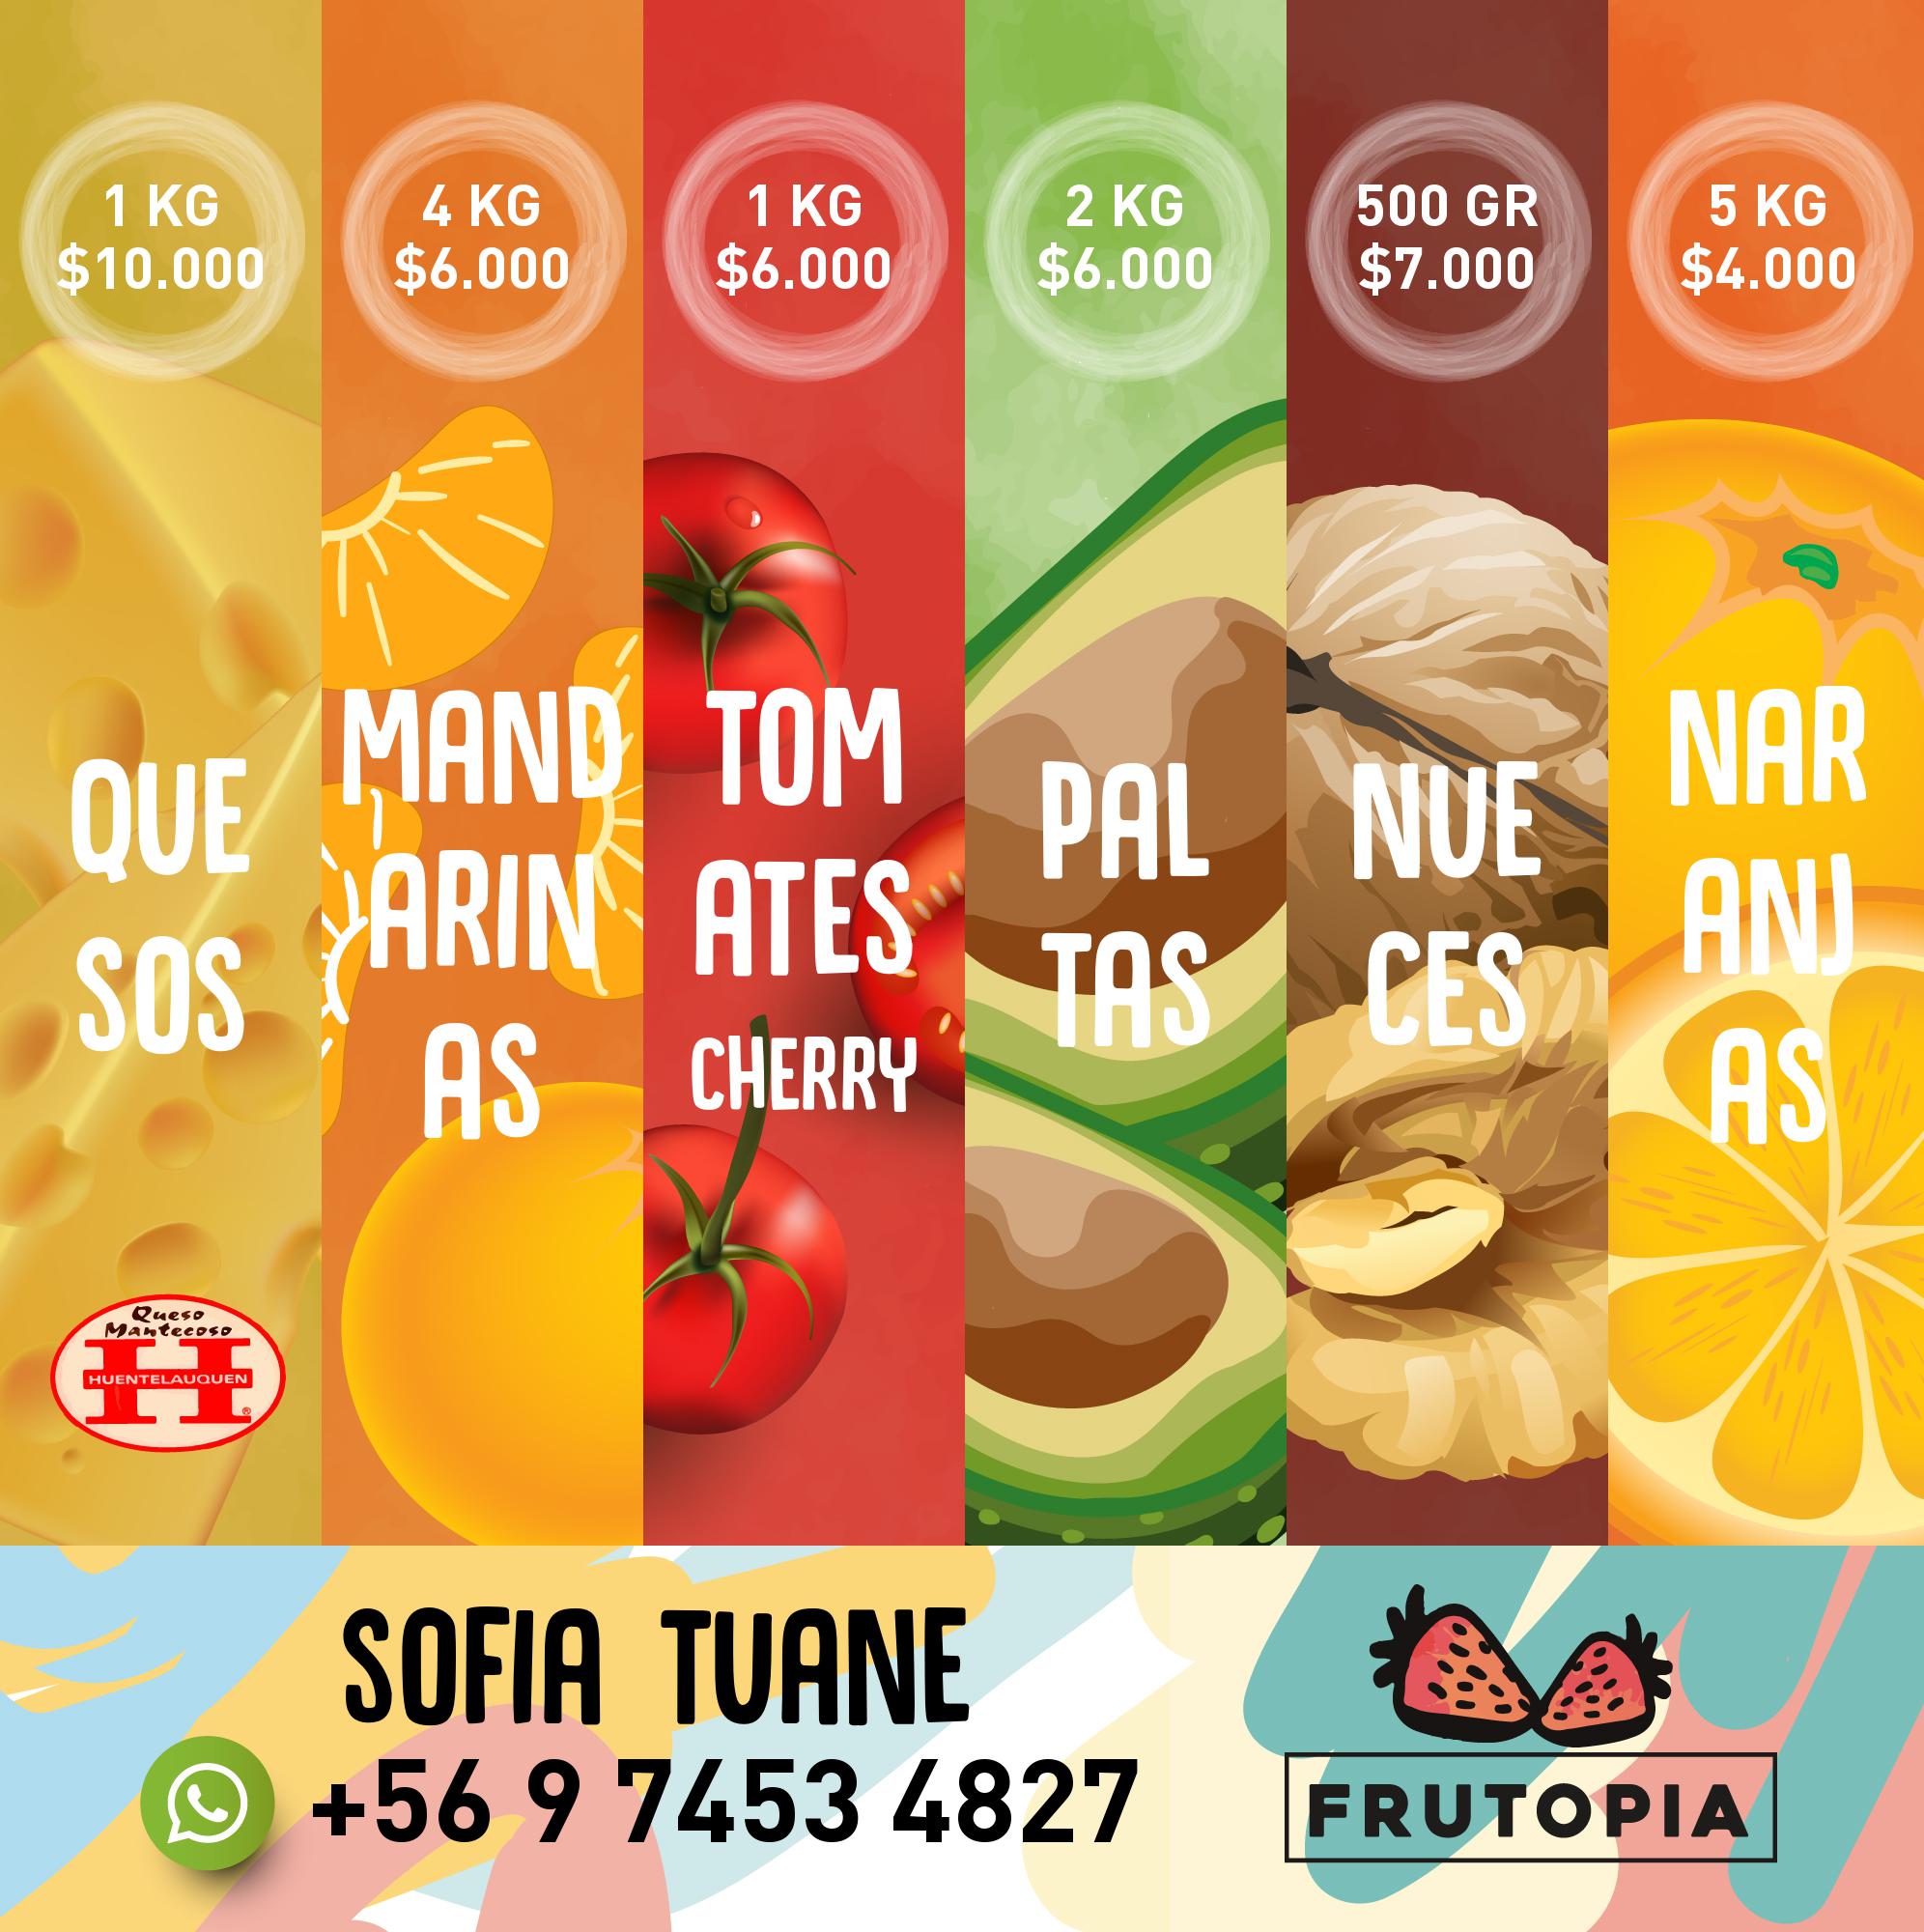 1 KG
$10.000
QUE
SOS
Queso
Mantecoso
H
HUENTELAUQUEN
®
4 KG
$6.000
MAND
ARIN
AS
1 KG
$6.000
TOM
ATES
CHERRY
2 KG
$6.000
PAL
TAS
500 GR
$7.000
NUE
CES
5 KG
$4.000
NAR
ANJ
AS
SOFIA TUANE
+56 9 7453 4827
FRUTOPIA